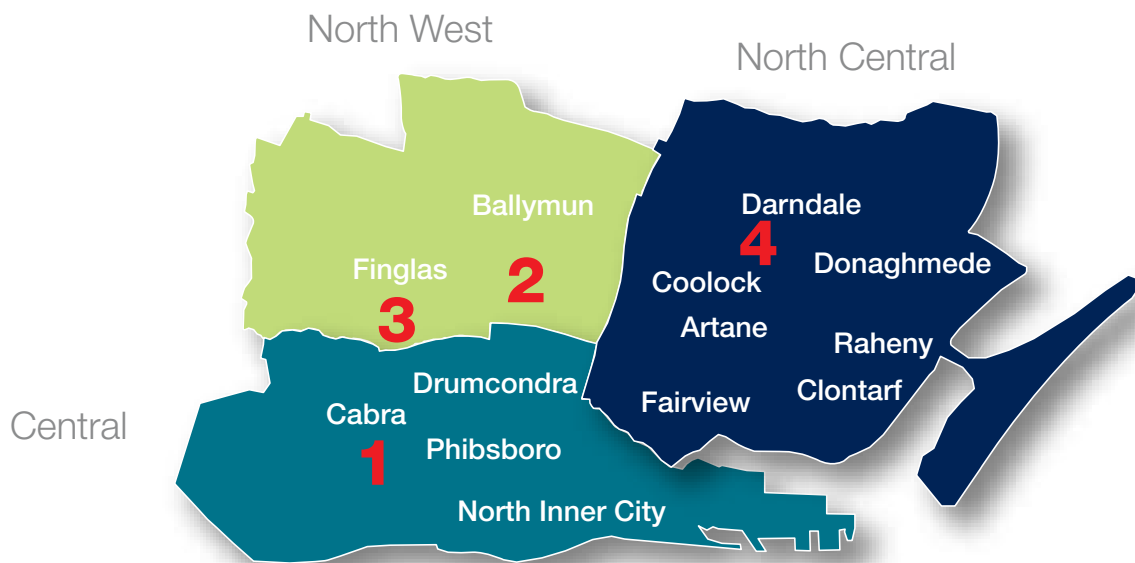 North West
North Central
Ballymun
Darndale
4
Donaghmede
Finglas
2
Coolock
3
Artane
Raheny
Drumcondra
Clontarf
Fairview
Central
Cabra
1
Phibsboro
North Inner City